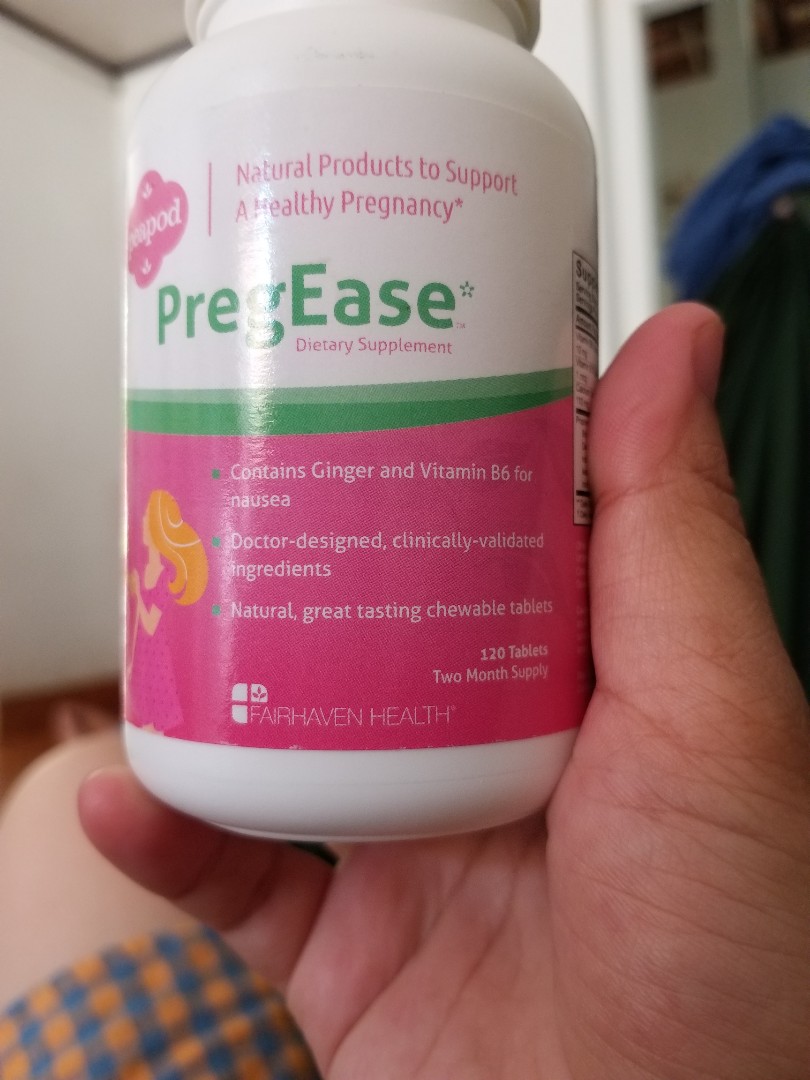 peapod
Natural Products to Support
A Healthy Pregnancy*
PregEase*
Dietary Supplement
Contains Ginger and Vitamin B6 for
nausea
Doctor-designed, clinically-validated
ingredients
Natural, great tasting chewable tablets
120 Tablets
Two Month Supply
FAIRHAVEN HEALTH®